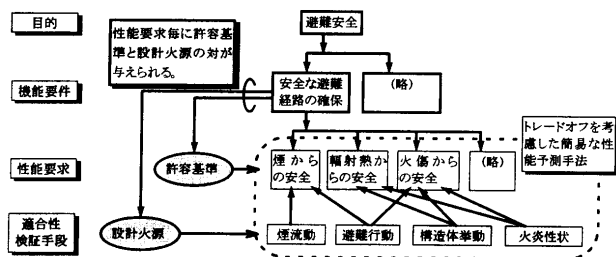 目的
機能要件
性能要求
適合性
検証手段
性能要求毎に許容基
準と設計火源の対が
与えられる。
避難安全
安全な避難
経路の確保
(略)
トレードオフを考
慮した簡易な性
能予測手法
許容基準
煙から
の安全
輻射熱か
らの安全
火傷から
の安全
(略)
設計火源
煙流動
避難行動
構造体挙動
火炎性状